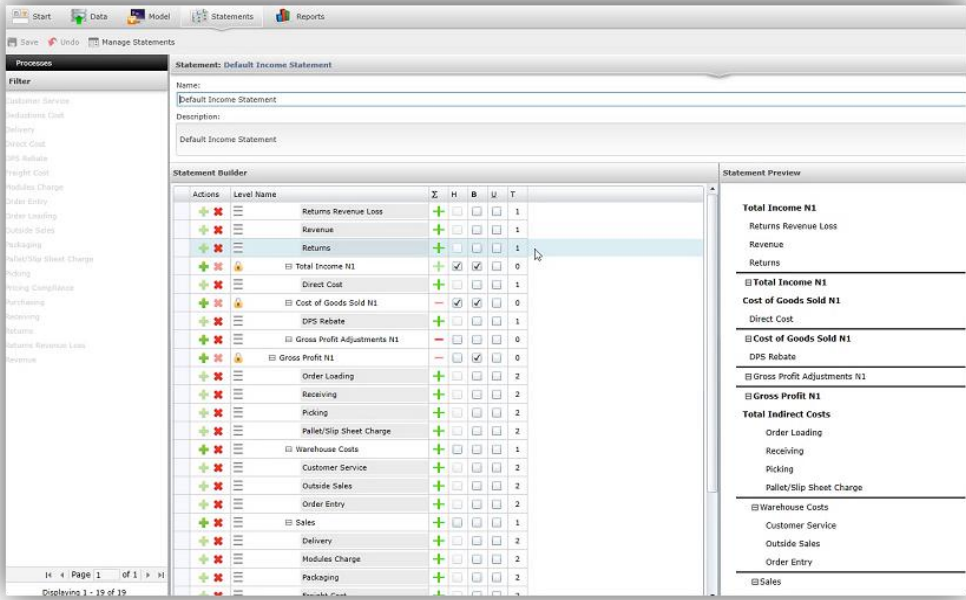 Start Data Model Statements Reports
Save Undo Manage Statements
Processes
Filter
Customer Service
Deductions Cost
Delivery
Direct Cost
DPS Rebate
Freight Cost
Modules Charge
Order Entry
Order Loading
Outside Sales
Packaging
Pallet/Slip Sheet Charge
Picking
Pricing Compliance
Purchasing
Receiving
Returns
Returns Revenue Loss
Revenue
Page 1 of 1
Displaying 1 - 19 of 19
Statement: Default Income Statement
Name:
Default Income Statement
Description:
Default Income Statement
Statement Builder
Actions Level Name Σ H B U T
Returns Revenue Loss 1
Revenue 1
Returns 1
Total Income N1 0
Direct Cost 1
Cost of Goods Sold N1 0
DPS Rebate 1
Gross Profit Adjustments N1 0
Gross Profit N1 0
Order Loading 2
Receiving 2
Picking 2
Pallet/Slip Sheet Charge 2
Warehouse Costs 1
Customer Service 2
Outside Sales 2
Order Entry 2
Sales 1
Delivery 2
Modules Charge 2
Packaging 2
Freight Cost 2
Statement Preview
Total Income N1
Returns Revenue Loss
Revenue
Returns
Total Income N1
Cost of Goods Sold N1
Direct Cost
Cost of Goods Sold N1
DPS Rebate
Gross Profit Adjustments N1
Gross Profit N1
Total Indirect Costs
Order Loading
Receiving
Picking
Pallet/Slip Sheet Charge
Warehouse Costs
Customer Service
Outside Sales
Order Entry
Sales